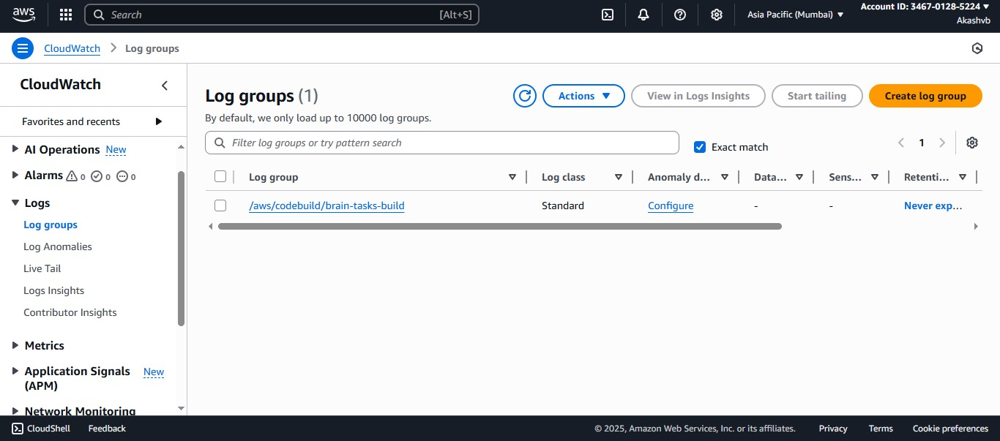 aws
Search [Alt+S]
Asia Pacific (Mumbai)
Account ID: 3467-0128-5224
Akashvb
CloudWatch > Log groups
CloudWatch
Favorites and recents
AI Operations New
Alarms 0 0 0
Logs
Log groups
Log Anomalies
Live Tail
Logs Insights
Contributor Insights
Metrics
Application Signals New
(APM)
Network Monitoring
Log groups (1)
Actions
View in Logs Insights
Start tailing
Create log group
By default, we only load up to 10000 log groups.
Filter log groups or try pattern search
Exact match
1
Log group Log class Anomaly d... Data... Sens... Retenti...
/aws/codebuild/brain-tasks-build Standard Configure - - Never exp...
CloudShell Feedback © 2025, Amazon Web Services, Inc. or its affiliates. Privacy Terms Cookie preferences